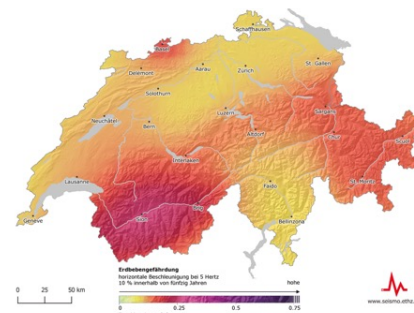 Schaffhausen
Basel
Delémont
Aarau
Zürich
St. Gallen
Solothurn
Neuchâtel
Bern
Luzern
Sargans
Altdorf
Chur
Scuol
Interlaken
Lausanne
Faido
St. Moritz
Sion
Brig
Genève
Bellinzona
Erdbebengefährdung
horizontale Beschleunigung bei 5 Hertz
10 % innerhalb von fünfzig Jahren
hohe
0 25 50 km
0 0.25 0.50 0.75
www.seismo.ethz.